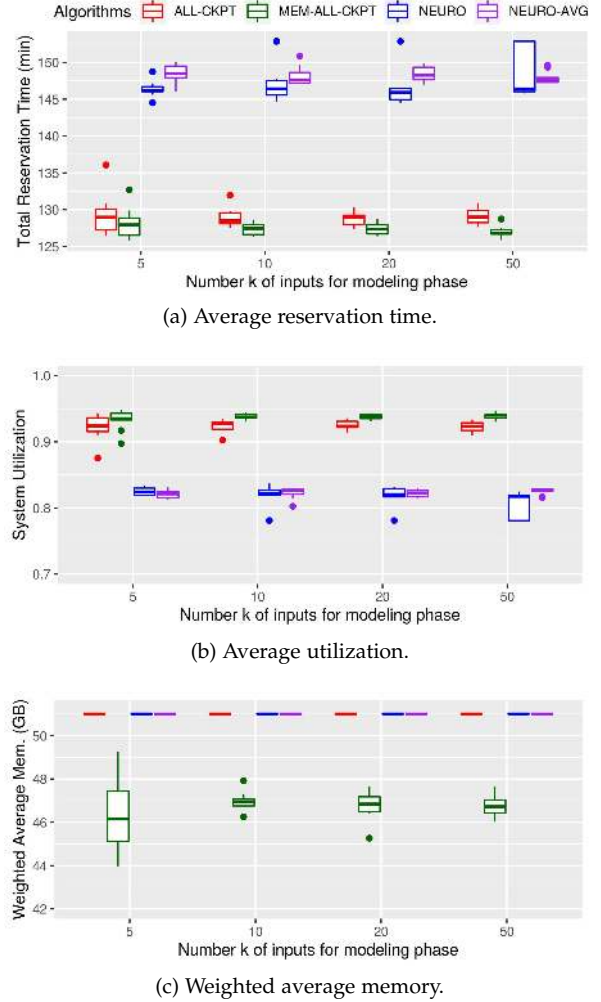 Algorithms ALL-CKPT MEM-ALL-CKPT NEURO NEURO-AVG
Total Reservation Time (min)
150
145
140
135
130
125
5 10 20 50
Number k of inputs for modeling phase
(a) Average reservation time.
System Utilization
1.0
0.9
0.8
0.7
5 10 20 50
Number k of inputs for modeling phase
(b) Average utilization.
Weighted Average Mem. (GB)
50
48
46
44
42
5 10 20 50
Number k of inputs for modeling phase
(c) Weighted average memory.